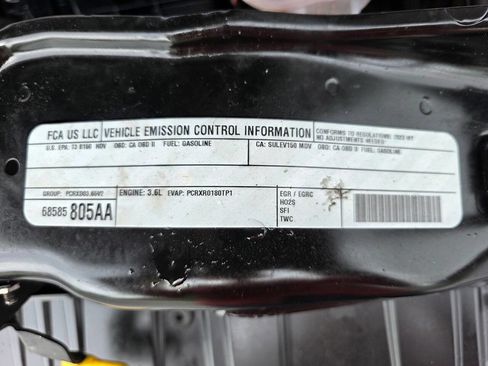 FCA US LLC VEHICLE EMISSION CONTROL INFORMATION CONFORMS TO REGULATIONS: 2023 MY
NO ADJUSTMENTS NEEDED
U.S. EPA: T3 B160 HDV OBD: CA OBD II FUEL: GASOLINE CA: SULEV150 MDV OBD: CA OBD II FUEL: GASOLINE
GROUP: PCRXD03.65V2 ENGINE: 3.6L EVAP: PCRXR0180TP1 EGR / EGRC
HO2S
SFI
TWC
68585 805AA